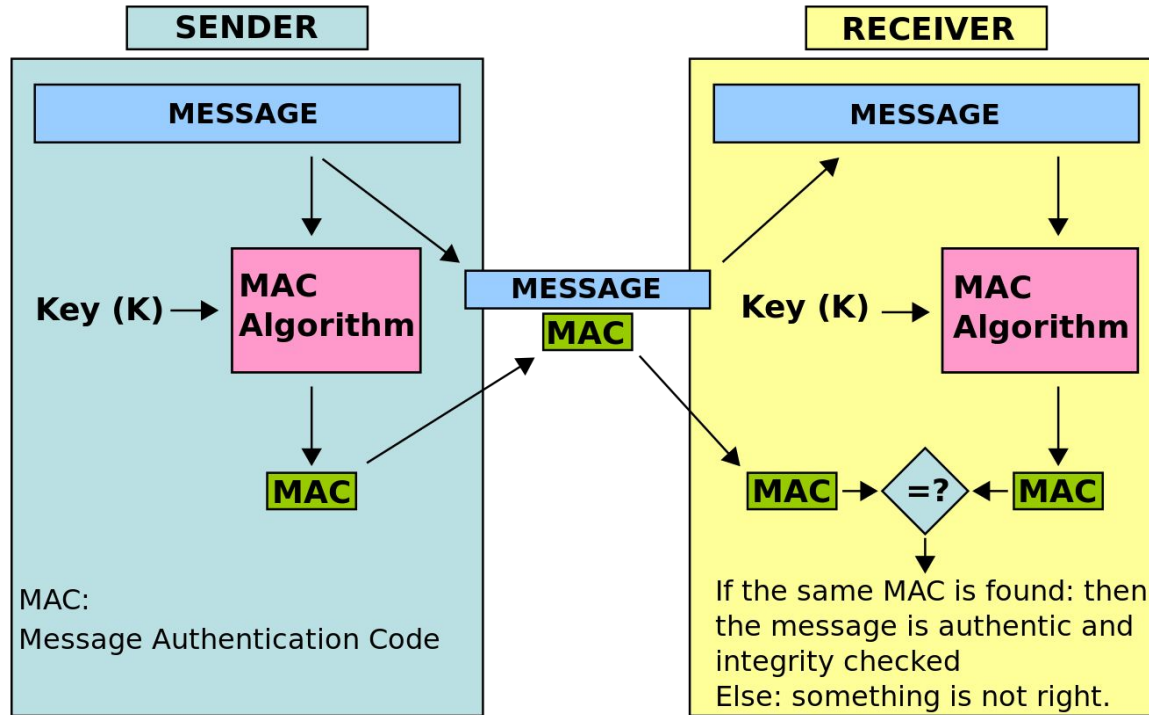 SENDER
MESSAGE
Key (K)
MAC
Algorithm
MAC
MAC:
Message Authentication Code
MESSAGE
MAC
RECEIVER
MESSAGE
Key (K)
MAC
Algorithm
MAC
=?
MAC
If the same MAC is found: then
the message is authentic and
integrity checked
Else: something is not right.